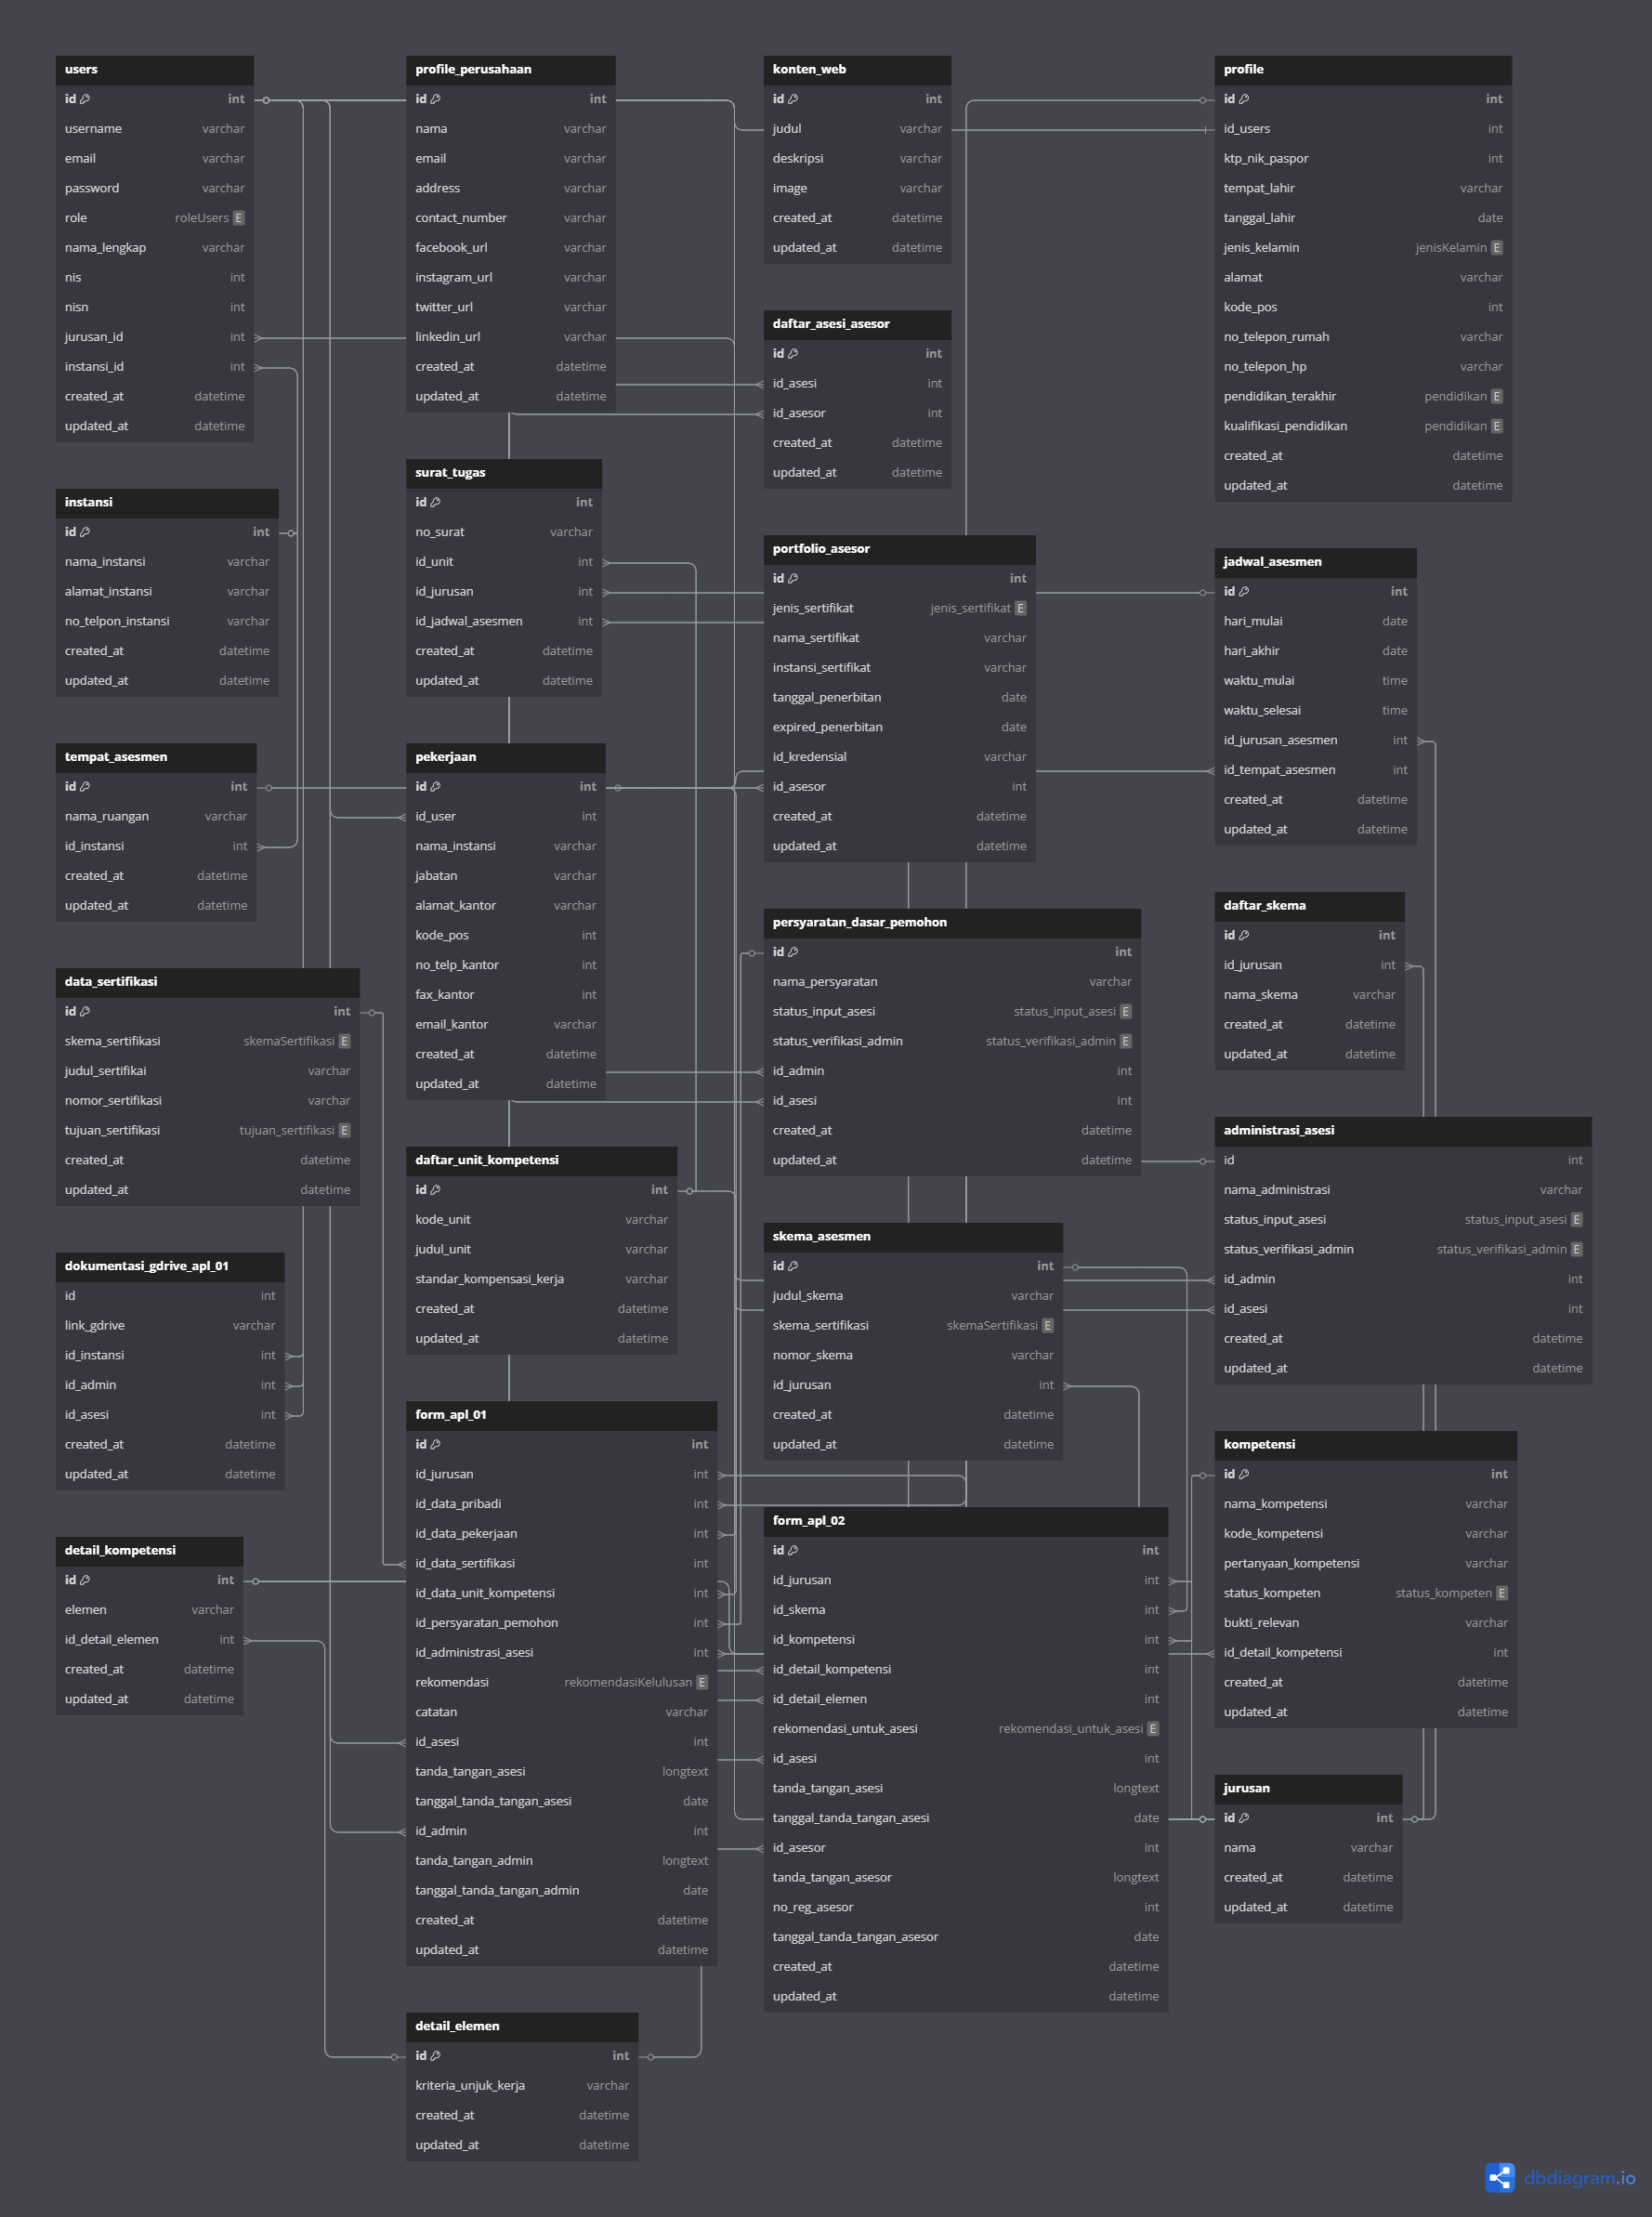 users
id int
username varchar
email varchar
password varchar
role roleUsers E
nama_lengkap varchar
nis int
nisn int
jurusan_id int
instansi_id int
created_at datetime
updated_at datetime
instansi
id int
nama_instansi varchar
alamat_instansi varchar
no_telpon_instansi varchar
created_at datetime
updated_at datetime
tempat_asesmen
id int
nama_ruangan varchar
id_instansi int
created_at datetime
updated_at datetime
data_sertifikasi
id int
skema_sertifikasi skemaSertifikasi E
judul_sertifikai varchar
nomor_sertifikasi varchar
tujuan_sertifikasi tujuan_sertifikasi E
created_at datetime
updated_at datetime
dokumentasi_gdrive_apl_01
id int
link_gdrive varchar
id_instansi int
id_admin int
id_asesi int
created_at datetime
updated_at datetime
detail_kompetensi
id int
elemen varchar
id_detail_elemen int
created_at datetime
updated_at datetime
profile_perusahaan
id int
nama varchar
email varchar
address varchar
contact_number varchar
facebook_url varchar
instagram_url varchar
twitter_url varchar
linkedin_url varchar
created_at datetime
updated_at datetime
surat_tugas
id int
no_surat varchar
id_unit int
id_jurusan int
id_jadwal_asesmen int
created_at datetime
updated_at datetime
pekerjaan
id int
id_user int
nama_instansi varchar
jabatan varchar
alamat_kantor varchar
kode_pos int
no_telp_kantor int
fax_kantor int
email_kantor varchar
created_at datetime
updated_at datetime
daftar_unit_kompetensi
id int
kode_unit varchar
judul_unit varchar
standar_kompensasi_kerja varchar
created_at datetime
updated_at datetime
form_apl_01
id int
id_jurusan int
id_data_pribadi int
id_data_pekerjaan int
id_data_sertifikasi int
id_data_unit_kompetensi int
id_persyaratan_pemohon int
id_administrasi_asesi int
rekomendasi rekomendasiKelulusan E
catatan varchar
id_asesi int
tanda_tangan_asesi longtext
tanggal_tanda_tangan_asesi date
id_admin int
tanda_tangan_admin longtext
tanggal_tanda_tangan_admin date
created_at datetime
updated_at datetime
detail_elemen
id int
kriteria_unjuk_kerja varchar
created_at datetime
updated_at datetime
konten_web
id int
judul varchar
deskripsi varchar
image varchar
created_at datetime
updated_at datetime
daftar_asesi_asesor
id int
id_asesi int
id_asesor int
created_at datetime
updated_at datetime
portfolio_asesor
id int
jenis_sertifikat jenis_sertifikat E
nama_sertifikat varchar
instansi_sertifikat varchar
tanggal_penerbitan date
expired_penerbitan date
id_kredensial varchar
id_asesor int
created_at datetime
updated_at datetime
persyaratan_dasar_pemohon
id int
nama_persyaratan varchar
status_input_asesi status_input_asesi E
status_verifikasi_admin status_verifikasi_admin E
id_admin int
id_asesi int
created_at datetime
updated_at datetime
skema_asesmen
id int
judul_skema varchar
skema_sertifikasi skemaSertifikasi E
nomor_skema varchar
id_jurusan int
created_at datetime
updated_at datetime
form_apl_02
id int
id_jurusan int
id_skema int
id_kompetensi int
id_detail_kompetensi int
id_detail_elemen int
rekomendasi_untuk_asesi rekomendasi_untuk_asesi E
id_asesi int
tanda_tangan_asesi longtext
tanggal_tanda_tangan_asesi date
id_asesor int
tanda_tangan_asesor longtext
no_reg_asesor int
tanggal_tanda_tangan_asesor date
created_at datetime
updated_at datetime
profile
id int
id_users int
ktp_nik_paspor int
tempat_lahir varchar
tanggal_lahir date
jenis_kelamin jenisKelamin E
alamat varchar
kode_pos int
no_telepon_rumah varchar
no_telepon_hp varchar
pendidikan_terakhir pendidikan E
kualifikasi_pendidikan pendidikan E
created_at datetime
updated_at datetime
jadwal_asesmen
id int
hari_mulai date
hari_akhir date
waktu_mulai time
waktu_selesai time
id_jurusan_asesmen int
id_tempat_asesmen int
created_at datetime
updated_at datetime
daftar_skema
id int
id_jurusan int
nama_skema varchar
created_at datetime
updated_at datetime
administrasi_asesi
id int
nama_administrasi varchar
status_input_asesi status_input_asesi E
status_verifikasi_admin status_verifikasi_admin E
id_admin int
id_asesi int
created_at datetime
updated_at datetime
kompetensi
id int
nama_kompetensi varchar
kode_kompetensi varchar
pertanyaan_kompetensi varchar
status_kompeten status_kompeten E
bukti_relevan varchar
id_detail_kompetensi int
created_at datetime
updated_at datetime
jurusan
id int
nama varchar
created_at datetime
updated_at datetime
dbdiagram.io